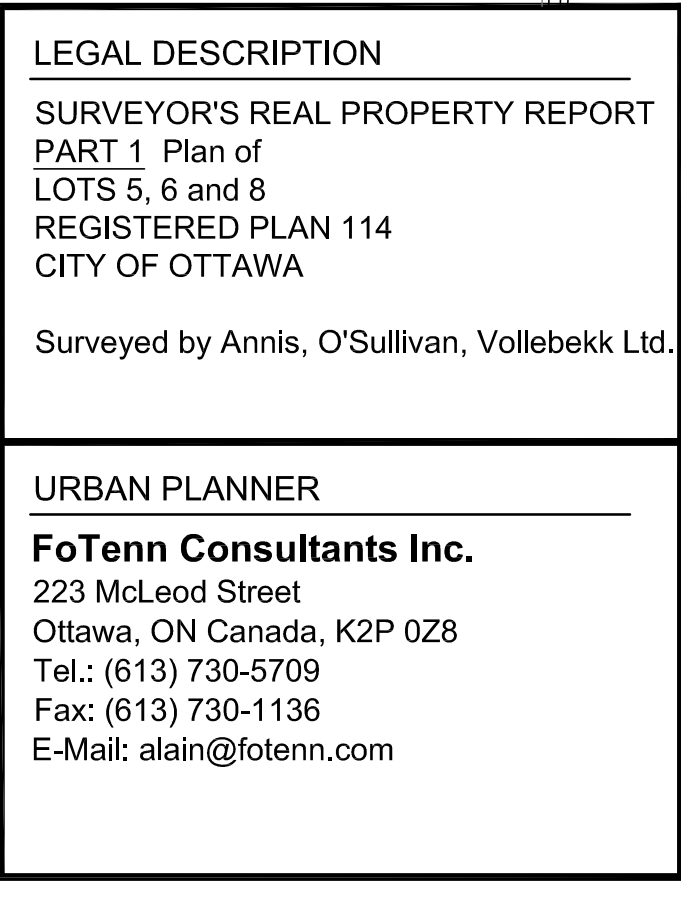 LEGAL DESCRIPTION
SURVEYOR'S REAL PROPERTY REPORT
PART 1 Plan of
LOTS 5, 6 and 8
REGISTERED PLAN 114
CITY OF OTTAWA
Surveyed by Annis, O'Sullivan, Vollebekk Ltd.
URBAN PLANNER
FoTenn Consultants Inc.
223 McLeod Street
Ottawa, ON Canada, K2P 0Z8
Tel.: (613) 730-5709
Fax: (613) 730-1136
E-Mail: alain@fotenn.com